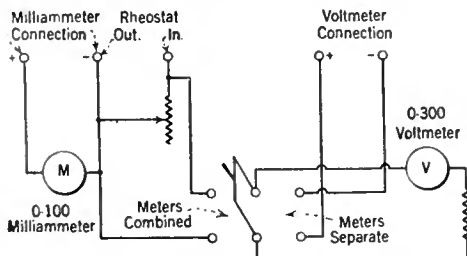 Milliammeter
Connection
Rheostat
Out. In.
Voltmeter
Connection
+ - + -
0-300
Voltmeter
M
V
0-100
Milliammeter
Meters
Combined
Meters
Separate